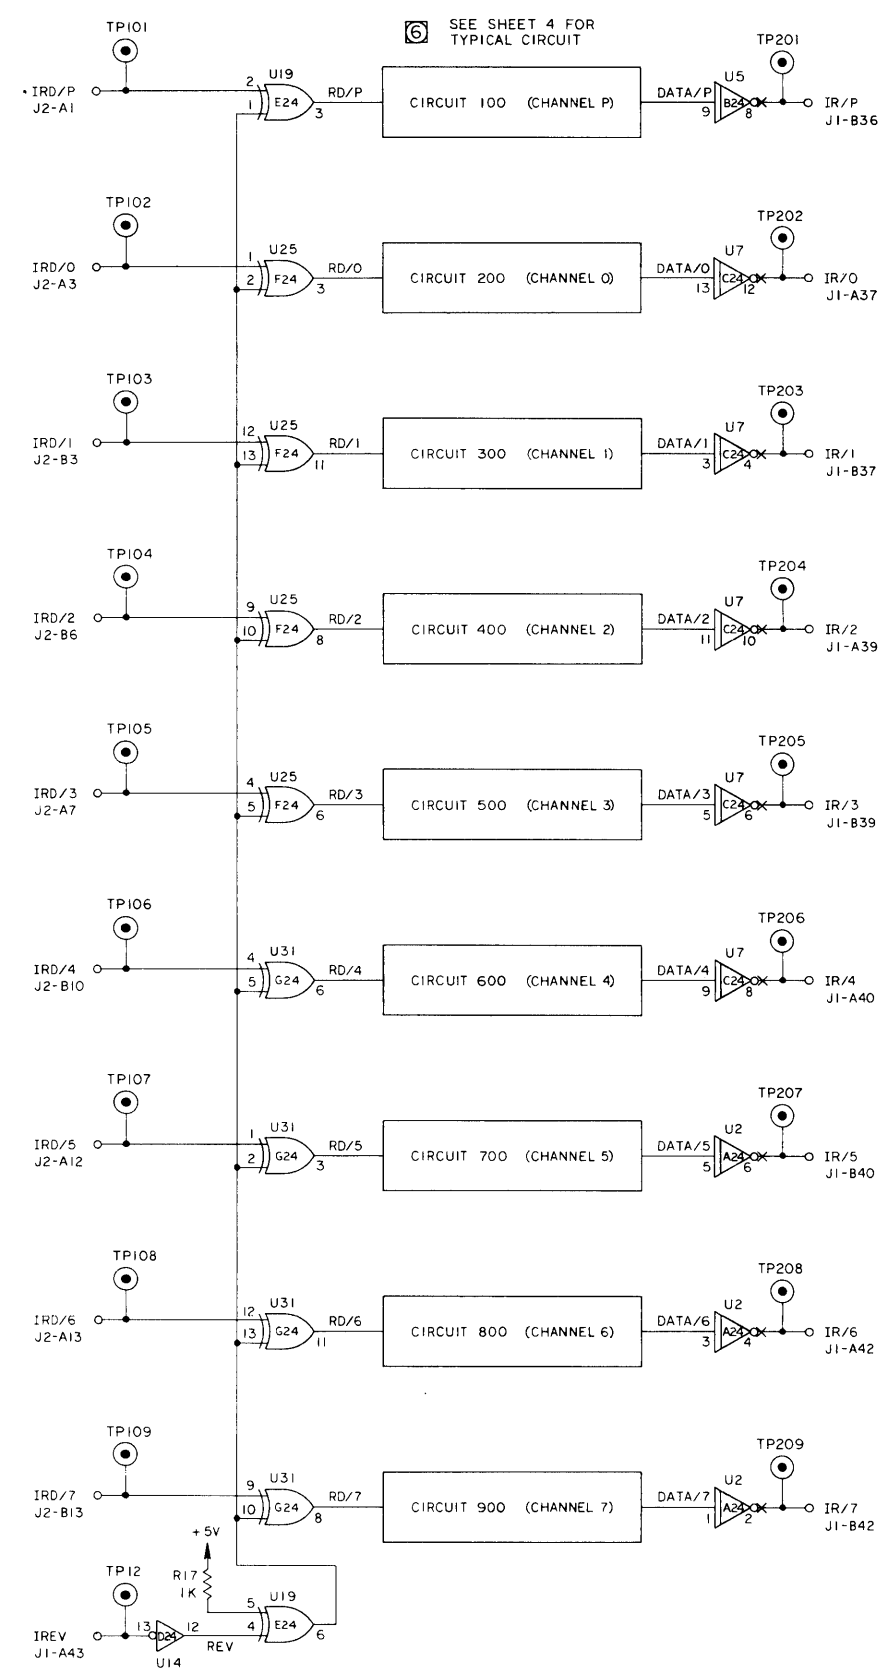 6 SEE SHEET 4 FOR
TYPICAL CIRCUIT
TP101
IRD/P
J2-A1
2
1
U19
E24
3
RD/P
CIRCUIT 100 (CHANNEL P)
DATA/P
9
U5
B24
8
TP201
IR/P
J1-B36
TP102
IRD/0
J2-A3
1
2
U25
F24
3
RD/0
CIRCUIT 200 (CHANNEL 0)
DATA/0
13
U7
C24
12
TP202
IR/0
J1-A37
TP103
IRD/1
J2-B3
12
13
U25
F24
11
RD/1
CIRCUIT 300 (CHANNEL 1)
DATA/1
3
U7
C24
4
TP203
IR/1
J1-B37
TP104
IRD/2
J2-B6
9
10
U25
F24
8
RD/2
CIRCUIT 400 (CHANNEL 2)
DATA/2
11
U7
C24
10
TP204
IR/2
J1-A39
TP105
IRD/3
J2-A7
4
5
U25
F24
6
RD/3
CIRCUIT 500 (CHANNEL 3)
DATA/3
5
U7
C24
6
TP205
IR/3
J1-B39
TP106
IRD/4
J2-B10
4
5
U31
G24
6
RD/4
CIRCUIT 600 (CHANNEL 4)
DATA/4
9
U7
C24
8
TP206
IR/4
J1-A40
TP107
IRD/5
J2-A12
1
2
U31
G24
3
RD/5
CIRCUIT 700 (CHANNEL 5)
DATA/5
5
U2
A24
6
TP207
IR/5
J1-B40
TP108
IRD/6
J2-A13
12
13
U31
G24
11
RD/6
CIRCUIT 800 (CHANNEL 6)
DATA/6
3
U2
A24
4
TP208
IR/6
J1-A42
TP109
IRD/7
J2-B13
9
10
U31
G24
8
RD/7
CIRCUIT 900 (CHANNEL 7)
DATA/7
1
U2
A24
2
TP209
IR/7
J1-B42
+5V
R17
1K
TP12
IREV
J1-A43
13
D24
12
U14
REV
5
4
U19
E24
6